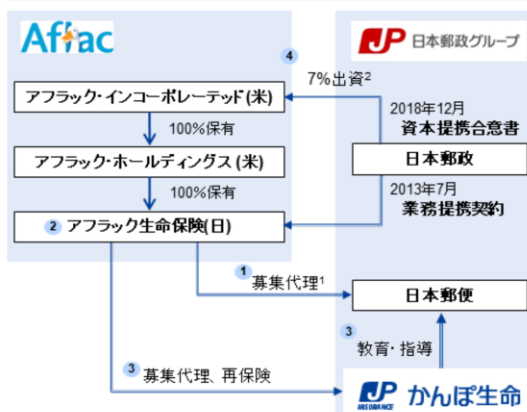 Aflac
JP 日本郵政グループ
4
7%出資2
アフラック・インコーポレーテッド(米)
2018年12月
資本提携合意書
100%保有
アフラック・ホールディングス(米)
日本郵政
100%保有
2013年7月
業務提携契約
2 アフラック生命保険(日)
1
募集代理1
日本郵便
3
教育・指導
3 募集代理、再保険
JP INSURANCE かんぽ生命